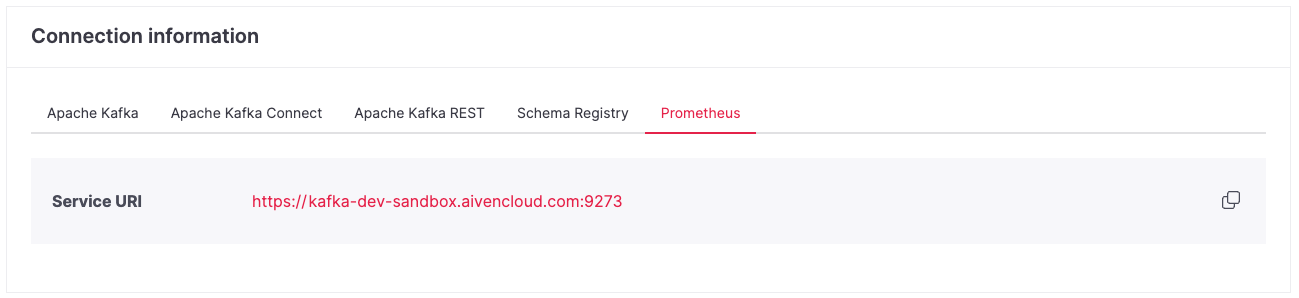 Connection information
Apache Kafka Apache Kafka Connect Apache Kafka REST Schema Registry Prometheus
Service URI https://kafka-dev-sandbox.aivencloud.com:9273